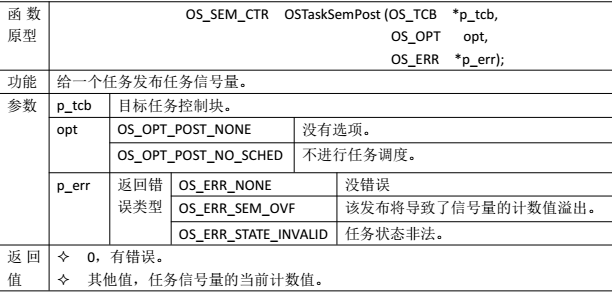 函 数 OS_SEM_CTR OSTaskSemPost (OS_TCB *p_tcb,
原型 OS_OPT opt,
OS_ERR *p_err);
功能 给一个任务发布任务信号量。
参数 p_tcb 目标任务控制块。
opt OS_OPT_POST_NONE 没有选项。
OS_OPT_POST_NO_SCHED 不进行任务调度。
p_err 返回错 OS_ERR_NONE 没错误
误类型 OS_ERR_SEM_OVF 该发布将导致了信号量的计数值溢出。
OS_ERR_STATE_INVALID 任务状态非法。
返 回 ✧ 0，有错误。
值 ✧ 其他值，任务信号量的当前计数值。